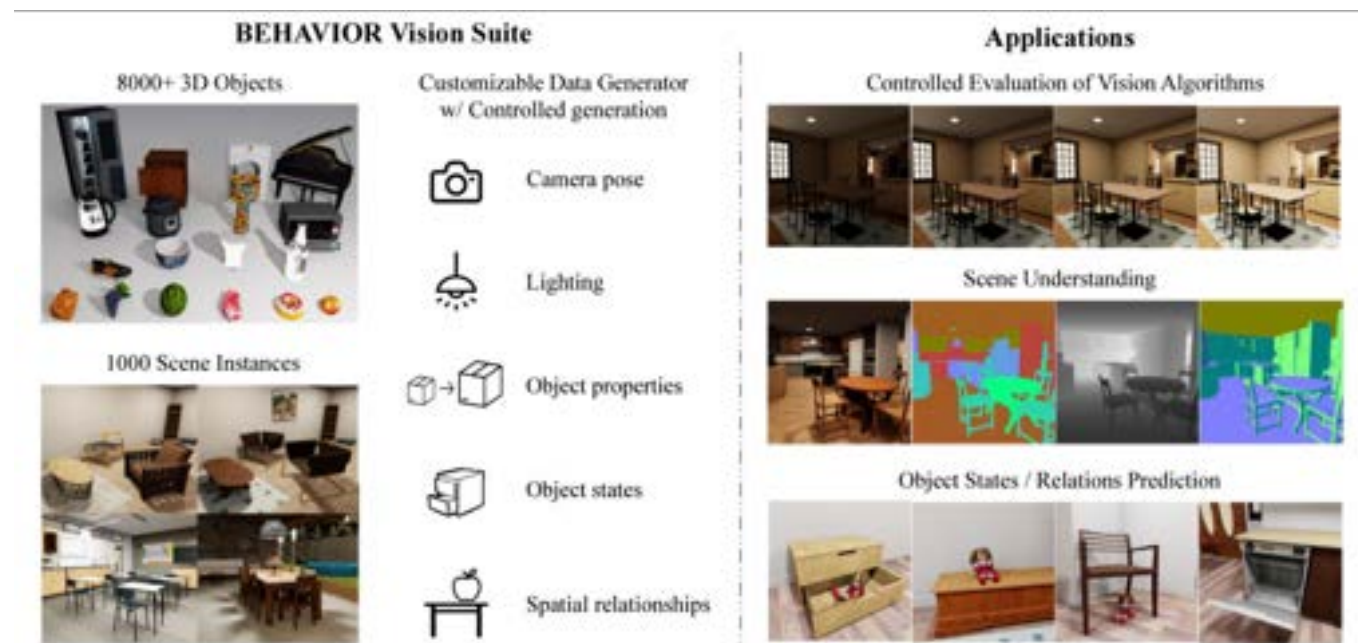 BEHAVIOR Vision Suite
8000+ 3D Objects
1000 Scene Instances
Customizable Data Generator
w/ Controlled generation
Camera pose
Lighting
Object properties
Object states
Spatial relationships
Applications
Controlled Evaluation of Vision Algorithms
Scene Understanding
Object States / Relations Prediction